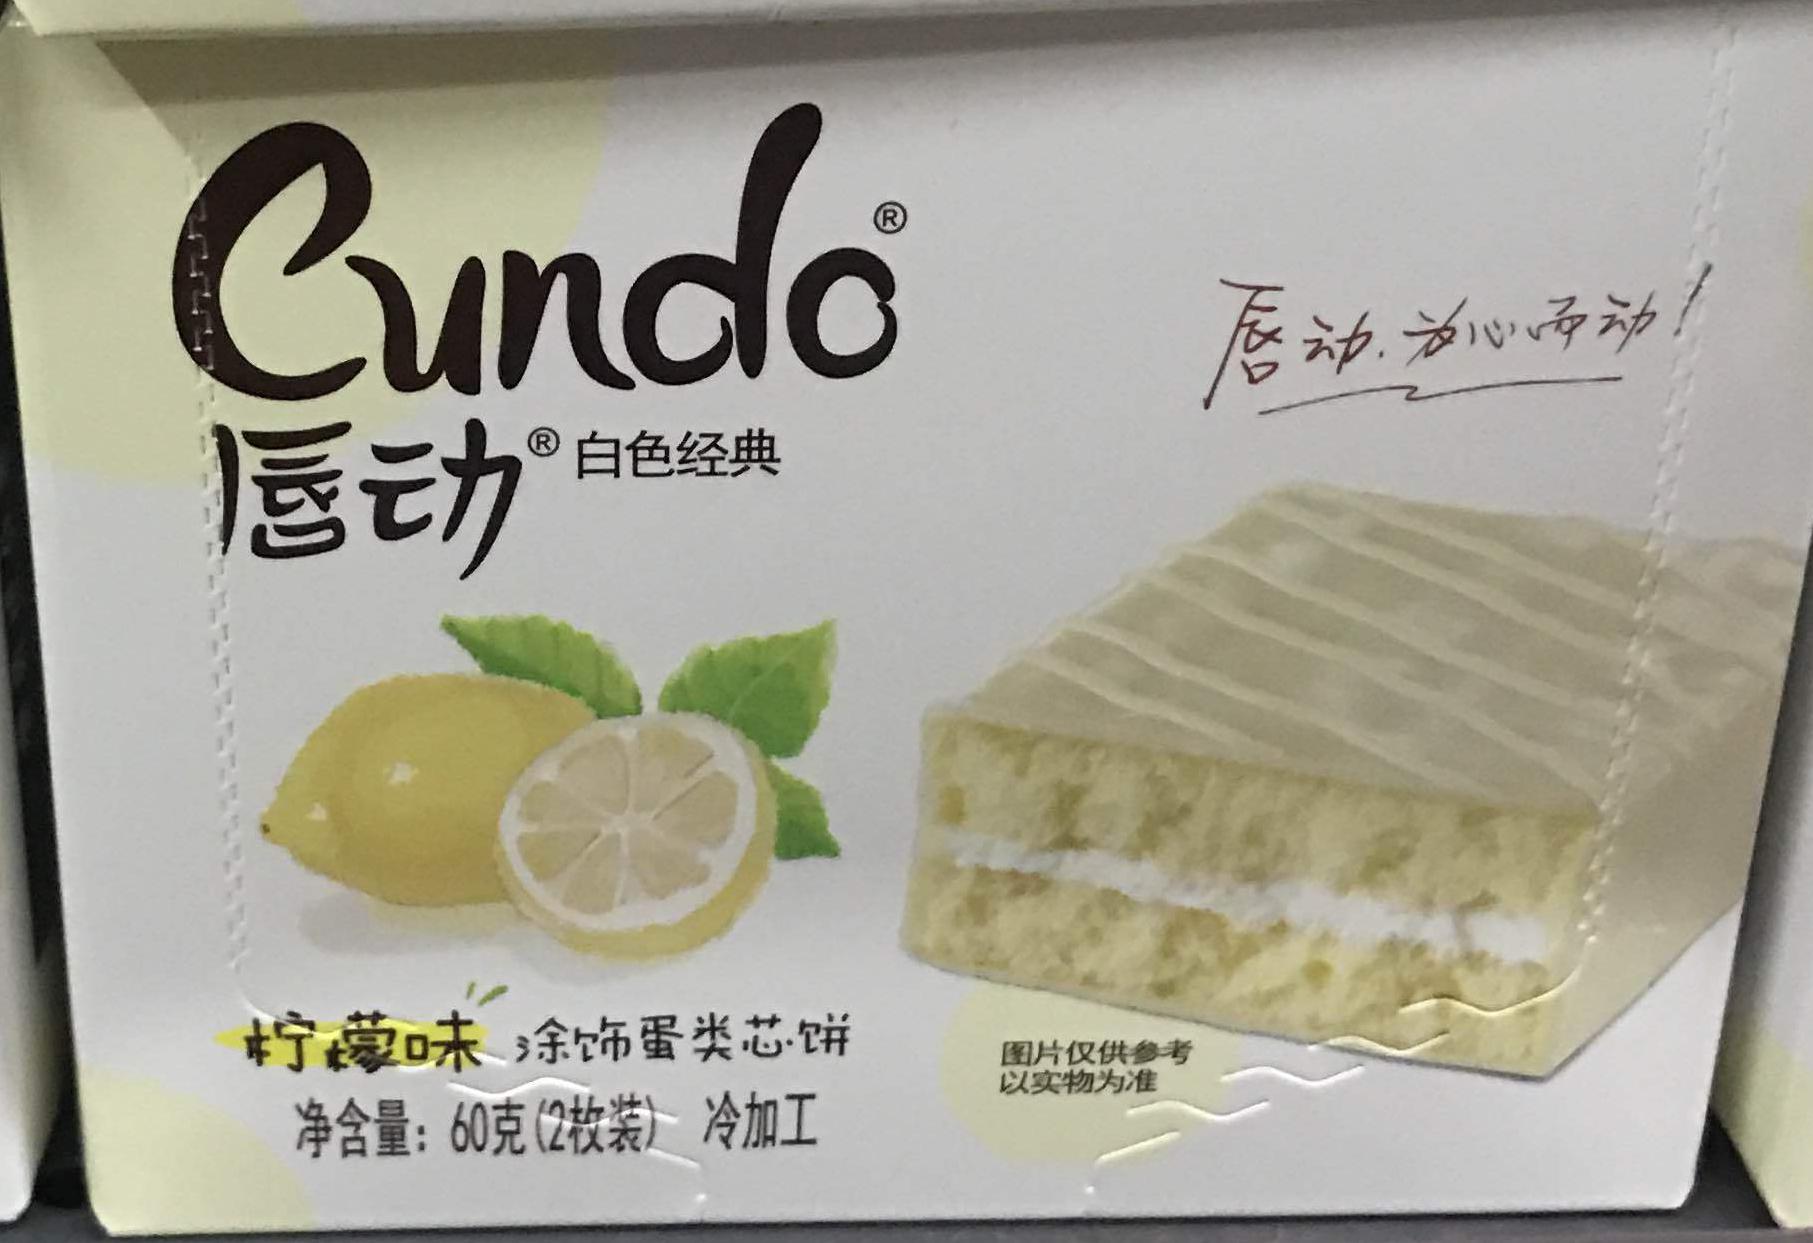 Cundo®
唇动® 白色经典
唇动.为心而动!
柠檬味 涂饰蛋类芯饼
净含量：60克(2枚装) 冷加工
图片仅供参考
以实物为准